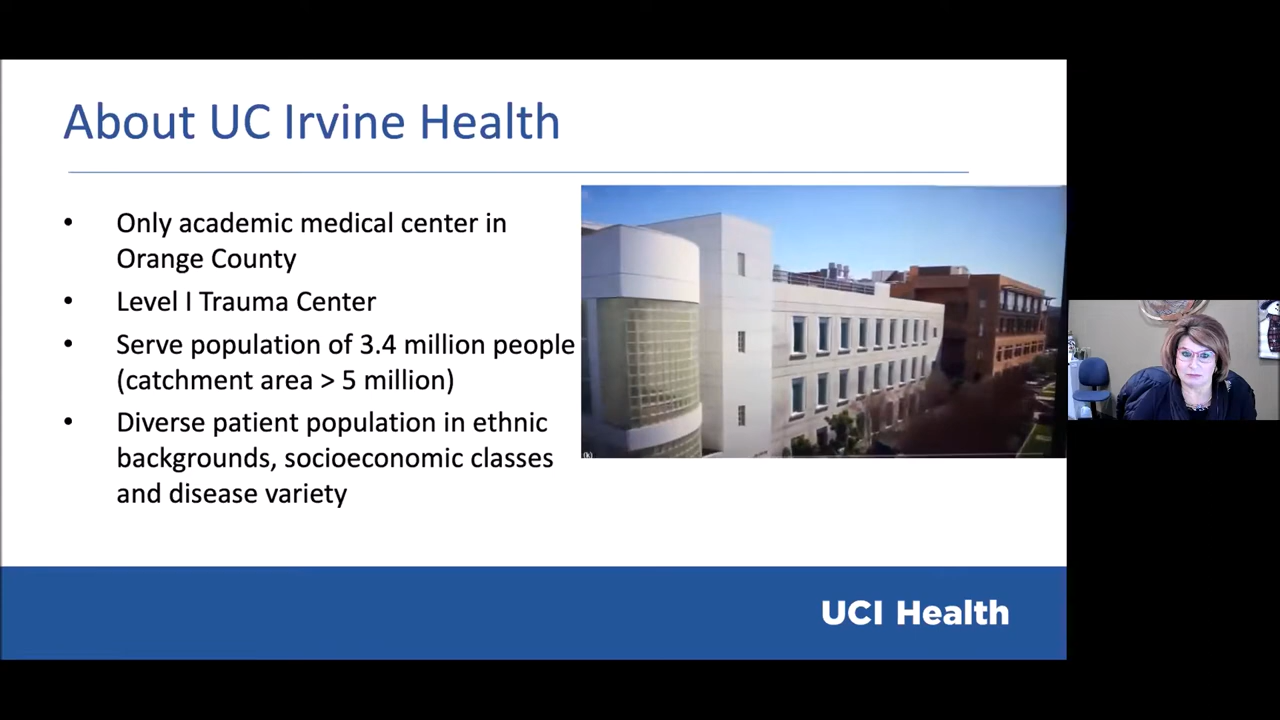 About UC Irvine Health
• Only academic medical center in
Orange County
• Level I Trauma Center
• Serve population of 3.4 million people
(catchment area > 5 million)
• Diverse patient population in ethnic
backgrounds, socioeconomic classes
and disease variety
UCI Health